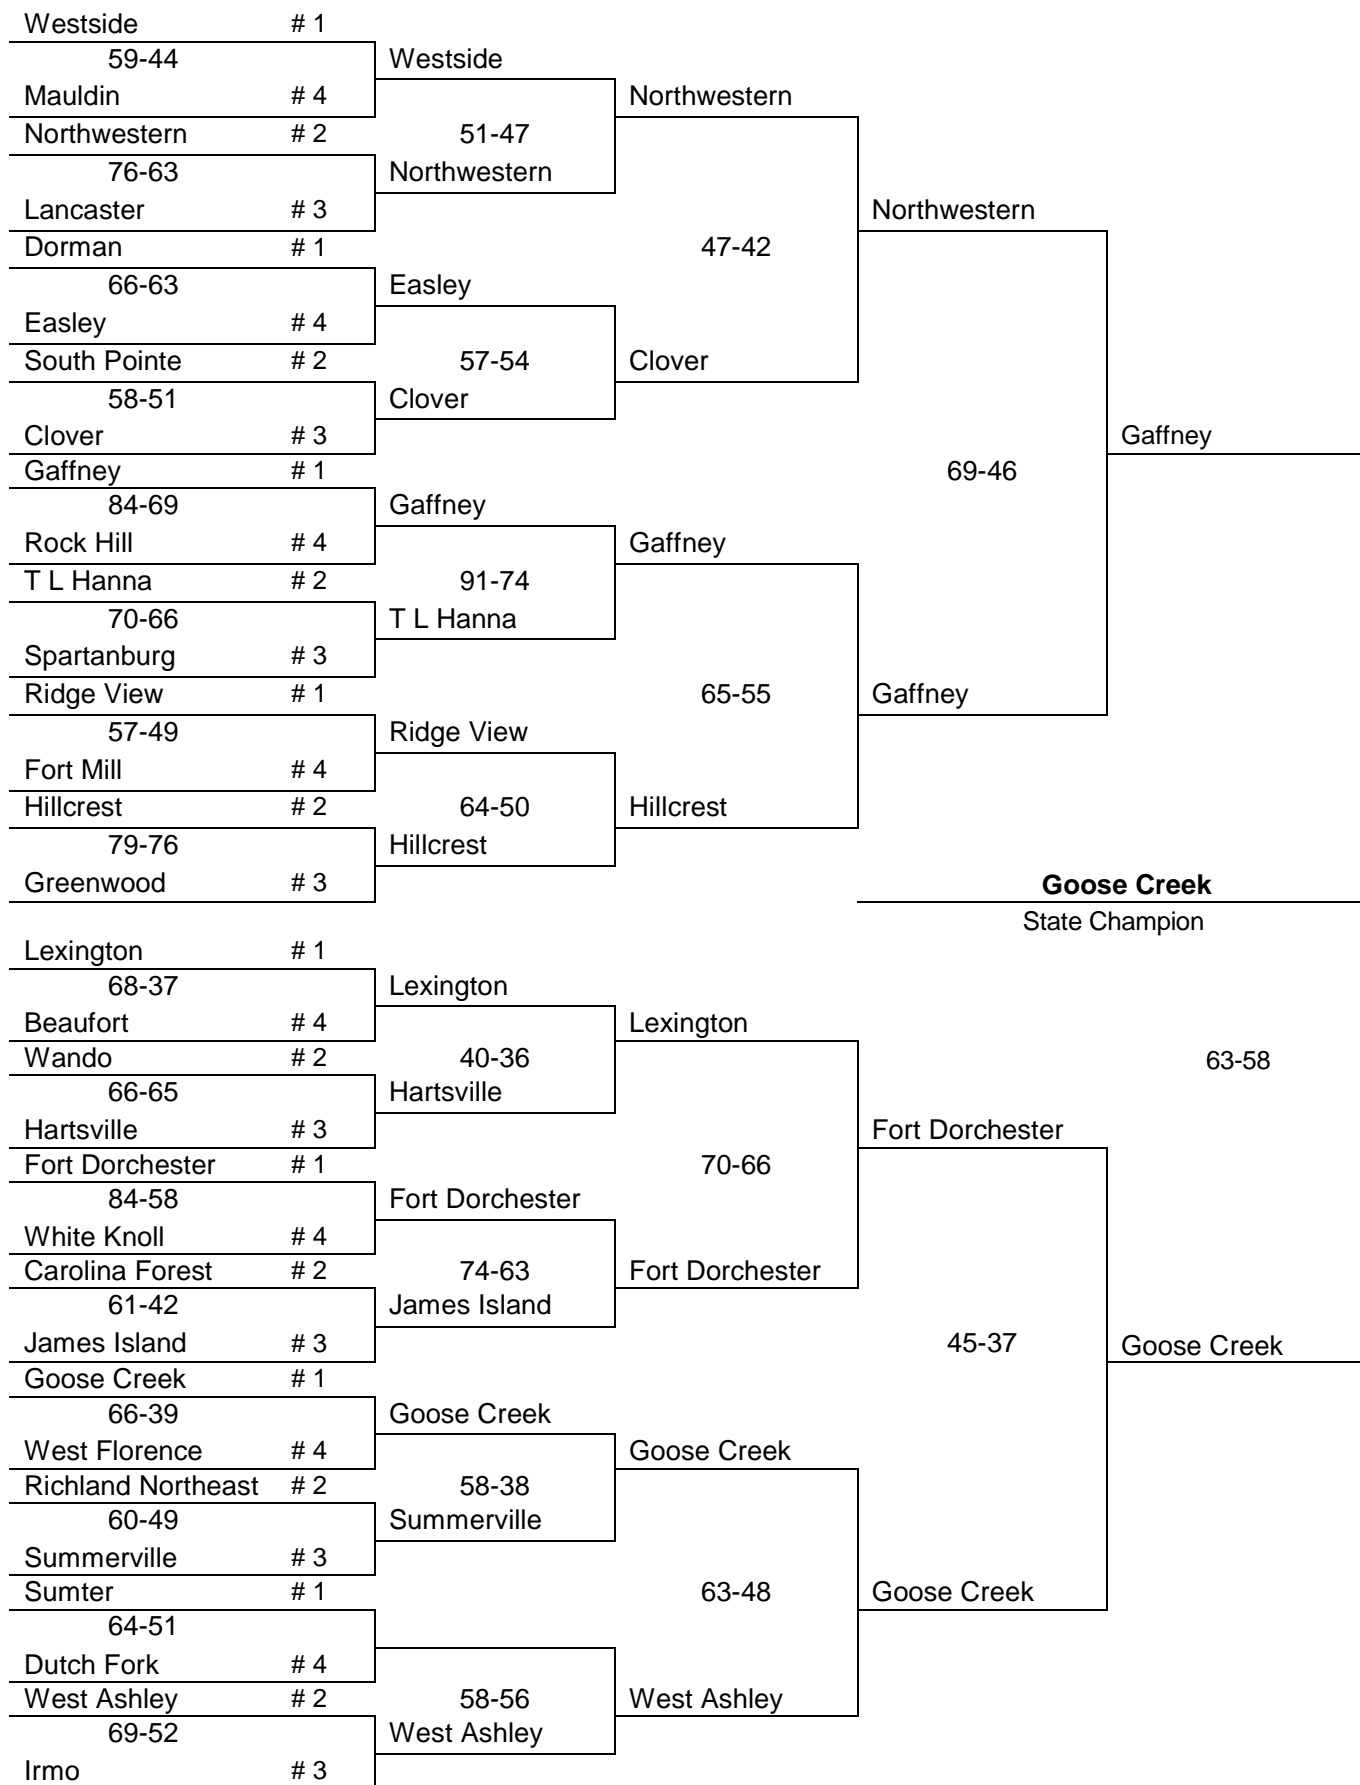 Westside # 1
59-44 Westside
Mauldin # 4 Northwestern
Northwestern # 2 51-47
76-63 Northwestern
Lancaster # 3 Northwestern
Dorman # 1 47-42
66-63 Easley
Easley # 4
South Pointe # 2 57-54 Clover
58-51 Clover
Clover # 3 Gaffney
Gaffney # 1 69-46
84-69 Gaffney
Rock Hill # 4 Gaffney
T L Hanna # 2 91-74
70-66 T L Hanna
Spartanburg # 3
Ridge View # 1 65-55 Gaffney
57-49 Ridge View
Fort Mill # 4
Hillcrest # 2 64-50 Hillcrest
79-76 Hillcrest
Greenwood # 3 Goose Creek
State Champion
Lexington # 1
68-37 Lexington
Beaufort # 4 Lexington
Wando # 2 40-36 63-58
66-65 Hartsville
Hartsville # 3 Fort Dorchester
Fort Dorchester # 1 70-66
84-58 Fort Dorchester
White Knoll # 4
Carolina Forest # 2 74-63 Fort Dorchester
61-42 James Island
James Island # 3 45-37 Goose Creek
Goose Creek # 1
66-39 Goose Creek
West Florence # 4 Goose Creek
Richland Northeast # 2 58-38
60-49 Summerville
Summerville # 3
Sumter # 1 63-48 Goose Creek
64-51
Dutch Fork # 4
West Ashley # 2 58-56 West Ashley
69-52 West Ashley
Irmo # 3